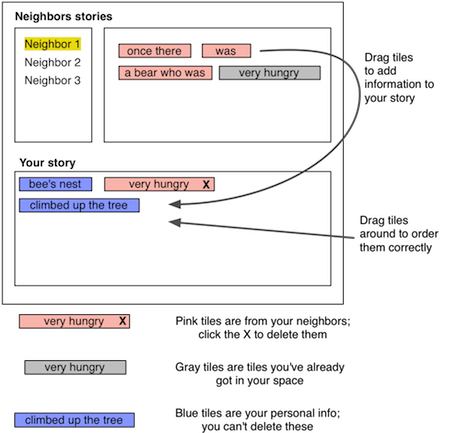 Neighbors stories
Neighbor 1
Neighbor 2
Neighbor 3
once there was
a bear who was very hungry
Drag tiles
to add
information to
your story
Your story
bee's nest very hungry X
climbed up the tree
Drag tiles
around to order
them correctly
very hungry X
Pink tiles are from your neighbors;
click the X to delete them
very hungry
Gray tiles are tiles you've already
got in your space
climbed up the tree
Blue tiles are your personal info;
you can't delete these